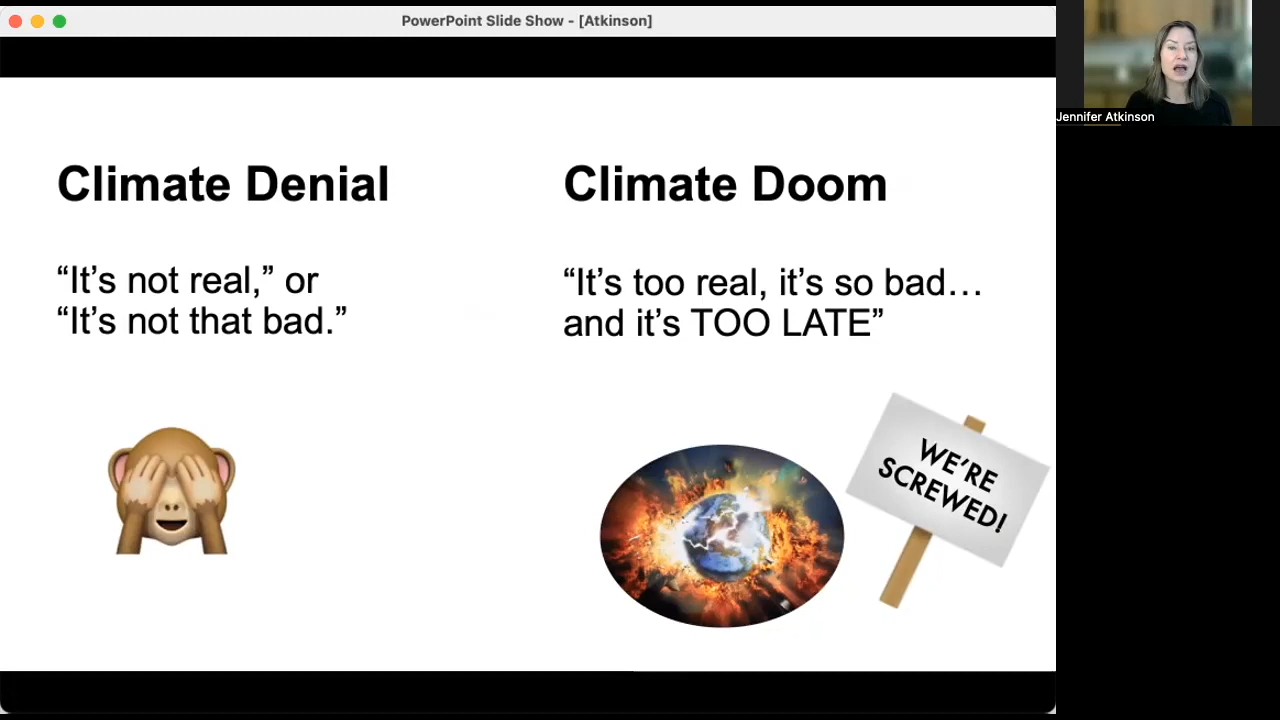 PowerPoint Slide Show - [Atkinson]
Jennifer Atkinson
Climate Denial
“It’s not real,” or
“It’s not that bad.”
Climate Doom
“It’s too real, it’s so bad…
and it’s TOO LATE”
WE’RE
SCREWED!